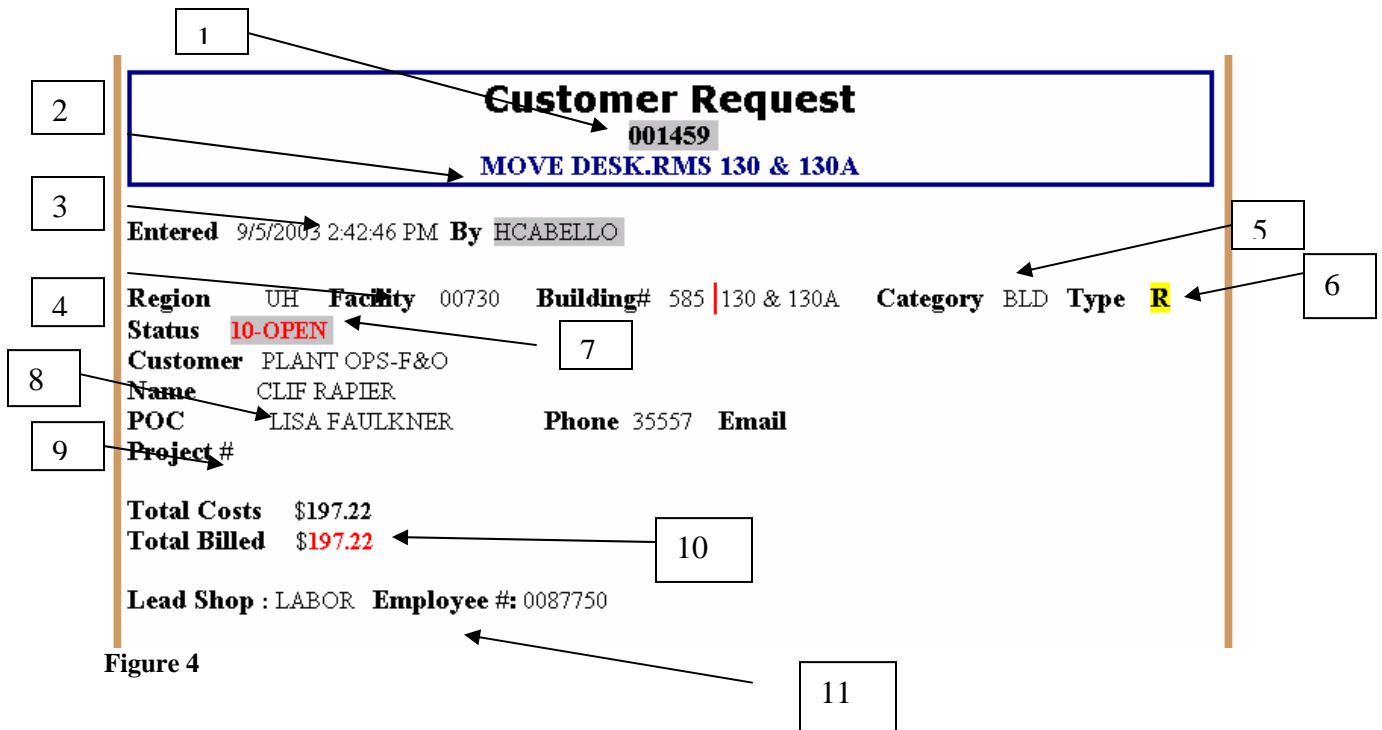 1
Customer Request
2
001459
MOVE DESK.RMS 130 & 130A
3
Entered 9/5/2003 2:42:46 PM By HCABELLO
5
4
Region UH Facility 00730 Building# 585 130 & 130A Category BLD Type R
6
Status 10-OPEN
7
Customer PLANT OPS-F&O
8
Name CLIF RAPIER
POC LISA FAULKNER Phone 35557 Email
9
Project #
Total Costs $197.22
Total Billed $197.22
10
Lead Shop : LABOR Employee #: 0087750
Figure 4
11